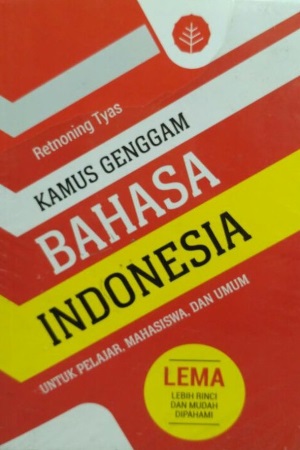 Retnoning Tyas
KAMUS GENGGAM
BAHASA
INDONESIA
UNTUK PELAJAR, MAHASISWA, DAN UMUM
LEMA
LEBIH RINCI
DAN MUDAH
DIPAHAMI